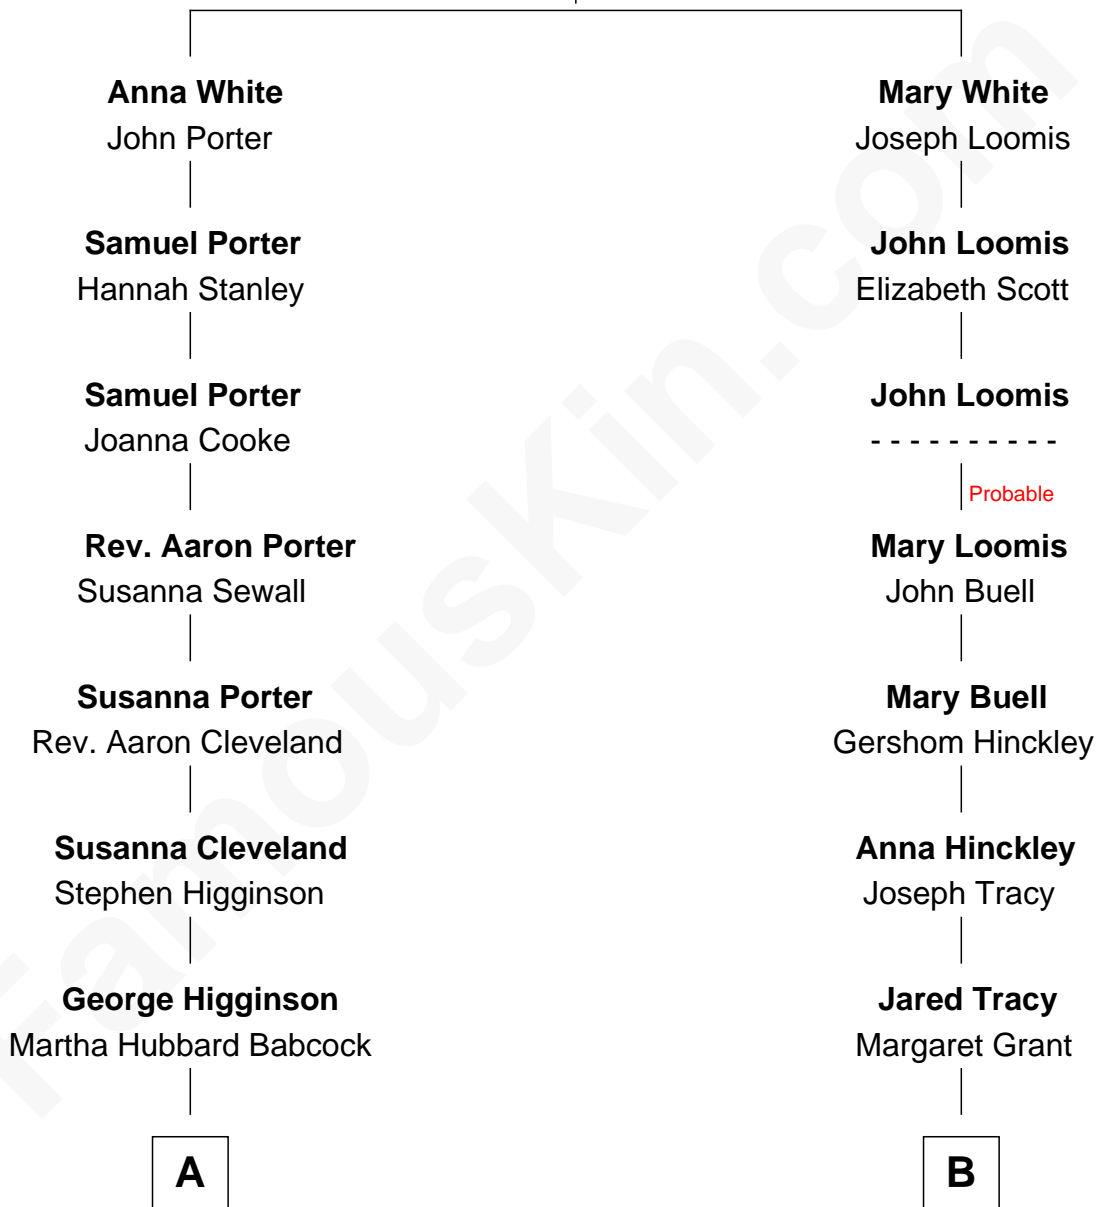 Anna White
John Porter
Samuel Porter
Hannah Stanley
Samuel Porter
Joanna Cooke
Rev. Aaron Porter
Susanna Sewall
Susanna Porter
Rev. Aaron Cleveland
Susanna Cleveland
Stephen Higginson
George Higginson
Martha Hubbard Babcock
A
Mary White
Joseph Loomis
John Loomis
Elizabeth Scott
John Loomis
- - - - - - - - - -
Probable
Mary Loomis
John Buell
Mary Buell
Gershom Hinckley
Anna Hinckley
Joseph Tracy
Jared Tracy
Margaret Grant
B
FamousKin.com